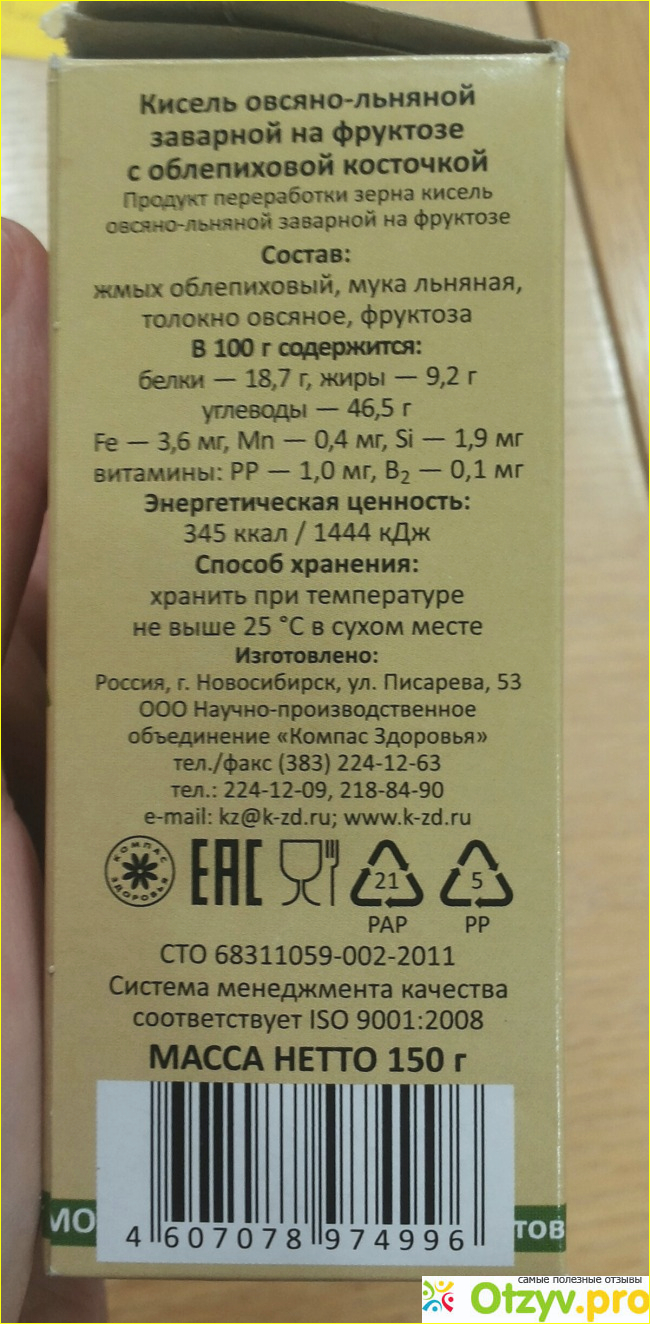 Кисель овсяно-льняной
заварной на фруктозе
с облепиховой косточкой
Продукт переработки зерна кисель
овсяно-льняной заварной на фруктозе
Состав:
жмых облепиховый, мука льняная,
толокно овсяное, фруктоза
В 100 г содержится:
белки — 18,7 г, жиры — 9,2 г
углеводы — 46,5 г
Fe — 3,6 мг, Mn — 0,4 мг, Si — 1,9 мг
витамины: PP — 1,0 мг, B₂ — 0,1 мг
Энергетическая ценность:
345 ккал / 1444 кДж
Способ хранения:
хранить при температуре
не выше 25 °C в сухом месте
Изготовлено:
Россия, г. Новосибирск, ул. Писарева, 53
ООО Научно-производственное
объединение «Компас Здоровья»
тел./факс (383) 224-12-63
тел.: 224-12-09, 218-84-90
e-mail: kz@k-zd.ru; www.k-zd.ru
КОМПАС ЗДОРОВЬЯ
EAC
21 5
PAP PP
СТО 68311059-002-2011
Система менеджмента качества
соответствует ISO 9001:2008
МАССА НЕТТО 150 г
МО
ТОВ
4 607078 974996
самые полезные отзывы
Otzyv.pro